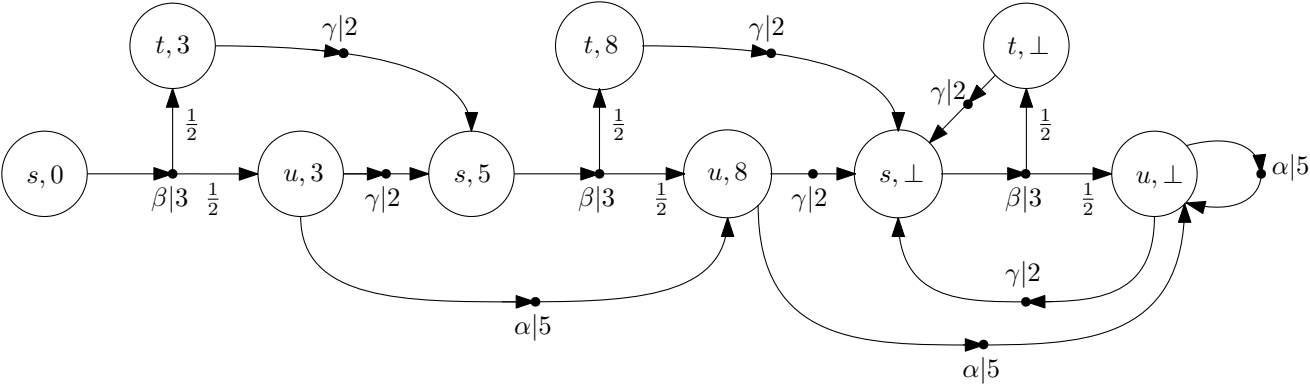 γ|2
γ|2
t, 3
t, 8
t, ⊥
γ|2
1/2
1/2
1/2
s, 0
u, 3
s, 5
u, 8
s, ⊥
u, ⊥
α|5
β|3
1/2
γ|2
β|3
1/2
γ|2
β|3
1/2
γ|2
α|5
α|5